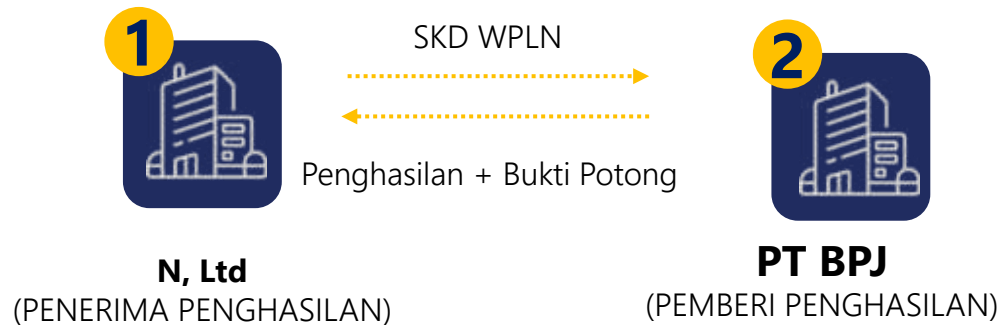 1
SKD WPLN
2
Penghasilan + Bukti Potong
N, Ltd
(PENERIMA PENGHASILAN)
PT BPJ
(PEMBERI PENGHASILAN)